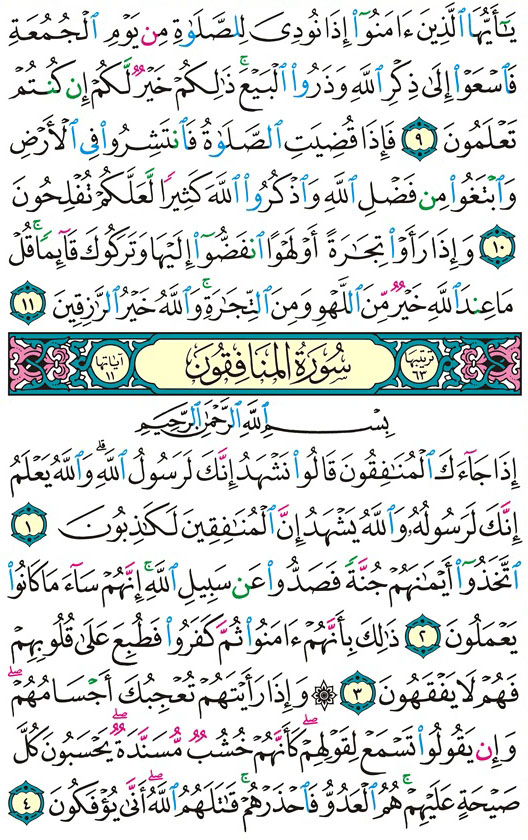 يَٰٓأَيُّهَا ٱلَّذِينَ ءَامَنُوٓا۟ إِذَا نُودِىَ لِلصَّلَوٰةِ مِن يَوْمِ ٱلْجُمُعَةِ
فَٱسْعَوْا۟ إِلَىٰ ذِكْرِ ٱللَّهِ وَذَرُوا۟ ٱلْبَيْعَ ۚ ذَٰلِكُمْ خَيْرٌ لَّكُمْ إِن كُنتُمْ
تَعْلَمُونَ ٩ فَإِذَا قُضِيَتِ ٱلصَّلَوٰةُ فَٱنتَشِرُوا۟ فِى ٱلْأَرْضِ
وَٱبْتَغُوا۟ مِن فَضْلِ ٱللَّهِ وَٱذْكُرُوا۟ ٱللَّهَ كَثِيرًا لَّعَلَّكُمْ تُفْلِحُونَ
١٠ وَإِذَا رَأَوْا۟ تِجَٰرَةً أَوْ لَهْوًا ٱنفَضُّوٓا۟ إِلَيْهَا وَتَرَكُوكَ قَآئِمًا ۚ قُلْ
مَا عِندَ ٱللَّهِ خَيْرٌ مِّنَ ٱللَّهْوِ وَمِنَ ٱلتِّجَٰرَةِ ۚ وَٱللَّهُ خَيْرُ ٱلرَّٰزِقِينَ ١١
ترتيبها ٦٣ سُورَةُ المُنَافِقُونَ آياتها ١١
بِسْمِ ٱللَّهِ ٱلرَّحْمَٰنِ ٱلرَّحِيمِ
إِذَا جَآءَكَ ٱلْمُنَٰفِقُونَ قَالُوا۟ نَشْهَدُ إِنَّكَ لَرَسُولُ ٱللَّهِ ۗ وَٱللَّهُ يَعْلَمُ
إِنَّكَ لَرَسُولُهُۥ وَٱللَّهُ يَشْهَدُ إِنَّ ٱلْمُنَٰفِقِينَ لَكَٰذِبُونَ ١
ٱتَّخَذُوٓا۟ أَيْمَٰنَهُمْ جُنَّةً فَصَدُّوا۟ عَن سَبِيلِ ٱللَّهِ ۚ إِنَّهُمْ سَآءَ مَا كَانُوا۟
يَعْمَلُونَ ٢ ذَٰلِكَ بِأَنَّهُمْ ءَامَنُوا۟ ثُمَّ كَفَرُوا۟ فَطُبِعَ عَلَىٰ قُلُوبِهِمْ
فَهُمْ لَا يَفْقَهُونَ ٣ ۞ وَإِذَا رَأَيْتَهُمْ تُعْجِبُكَ أَجْسَامُهُمْ ۖ
وَإِن يَقُولُوا۟ تَسْمَعْ لِقَوْلِهِمْ ۖ كَأَنَّهُمْ خُشُبٌ مُّسَنَّدَةٌ ۖ يَحْسَبُونَ كُلَّ
صَيْحَةٍ عَلَيْهِمْ ۚ هُمُ ٱلْعَدُوُّ فَٱحْذَرْهُمْ ۚ قَٰتَلَهُمُ ٱللَّهُ ۖ أَنَّىٰ يُؤْفَكُونَ ٤